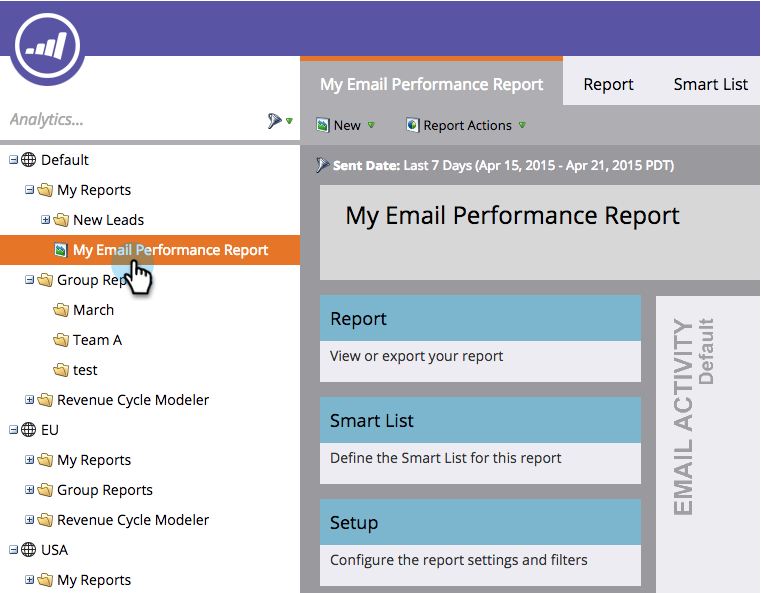 My Email Performance Report
Report
Smart List
Analytics...
New
Report Actions
Sent Date: Last 7 Days (Apr 15, 2015 - Apr 21, 2015 PDT)
Default
My Reports
New Leads
My Email Performance Report
Group Rep
March
Team A
test
Revenue Cycle Modeler
EU
My Reports
Group Reports
Revenue Cycle Modeler
USA
My Reports
My Email Performance Report
Report
View or export your report
Smart List
Define the Smart List for this report
Setup
Configure the report settings and filters
EMAIL ACTIVITY
Default